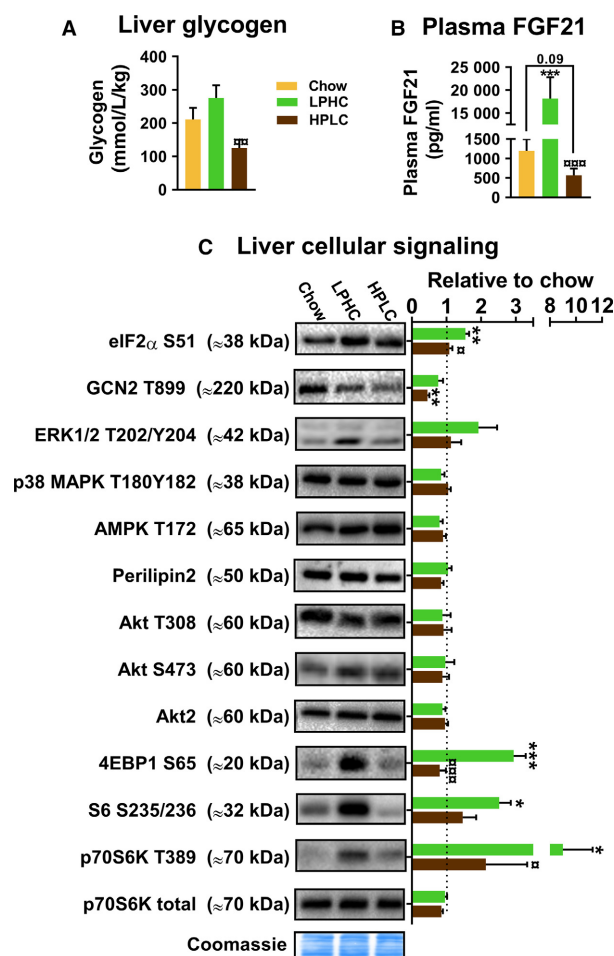 A Liver glycogen
400
300
200
100
0
Glycogen
(mmol/L/kg)
¤¤
Chow
LPHC
HPLC
B Plasma FGF21
0.09
***
25 000
20 000
15 000
1500
1000
500
0
Plasma FGF21
(pg/ml)
¤¤¤
C Liver cellular signaling
Chow LPHC HPLC
Relative to chow
0 1 2 3 8 10 12
eIF2α S51 (≈38 kDa) ** ¤
GCN2 T899 (≈220 kDa) **
ERK1/2 T202/Y204 (≈42 kDa)
p38 MAPK T180Y182 (≈38 kDa)
AMPK T172 (≈65 kDa)
Perilipin2 (≈50 kDa)
Akt T308 (≈60 kDa)
Akt S473 (≈60 kDa)
Akt2 (≈60 kDa)
4EBP1 S65 (≈20 kDa) *** ¤¤¤
S6 S235/236 (≈32 kDa) *
p70S6K T389 (≈70 kDa) * ¤
p70S6K total (≈70 kDa)
Coomassie